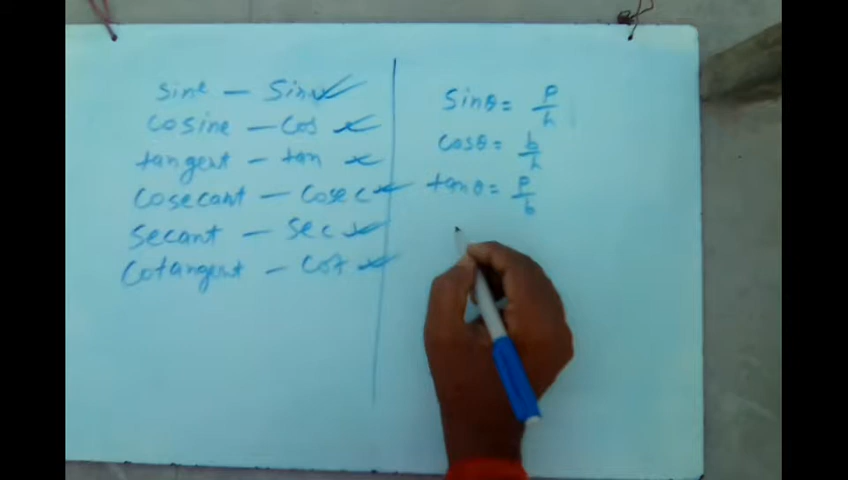 sine - Sin ✓
cosine - cos ✓
tangent - tan ✓
cosecant - cosec ✓
secant - sec ✓
cotangent - cot ✓
sinθ = p/h
cosθ = b/h
tanθ = p/b